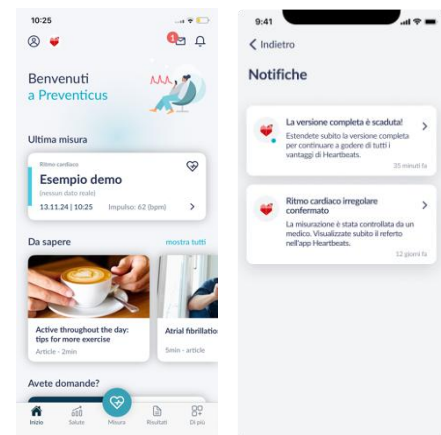 10:25
1
Benvenuti
a Preventicus
Ultima misura
Ritmo cardiaco
Esempio demo
(nessun dato reale)
13.11.24 | 10:25 Impulso: 62 (bpm)
Da sapere mostra tutti
Active throughout the day:
tips for more exercise
Article - 2min
Atrial fibrillatio
5min - article
Avete domande?
Inizio Salute Misura Risultati Di più
9:41
Indietro
Notifiche
La versione completa è scaduta!
Estendete subito la versione completa
per continuare a godere di tutti i
vantaggi di Heartbeats.
35 minuti fa
Ritmo cardiaco irregolare
confermato
La misurazione è stata controllata da un
medico. Visualizzate subito il referto
nell'app Heartbeats.
12 giorni fa